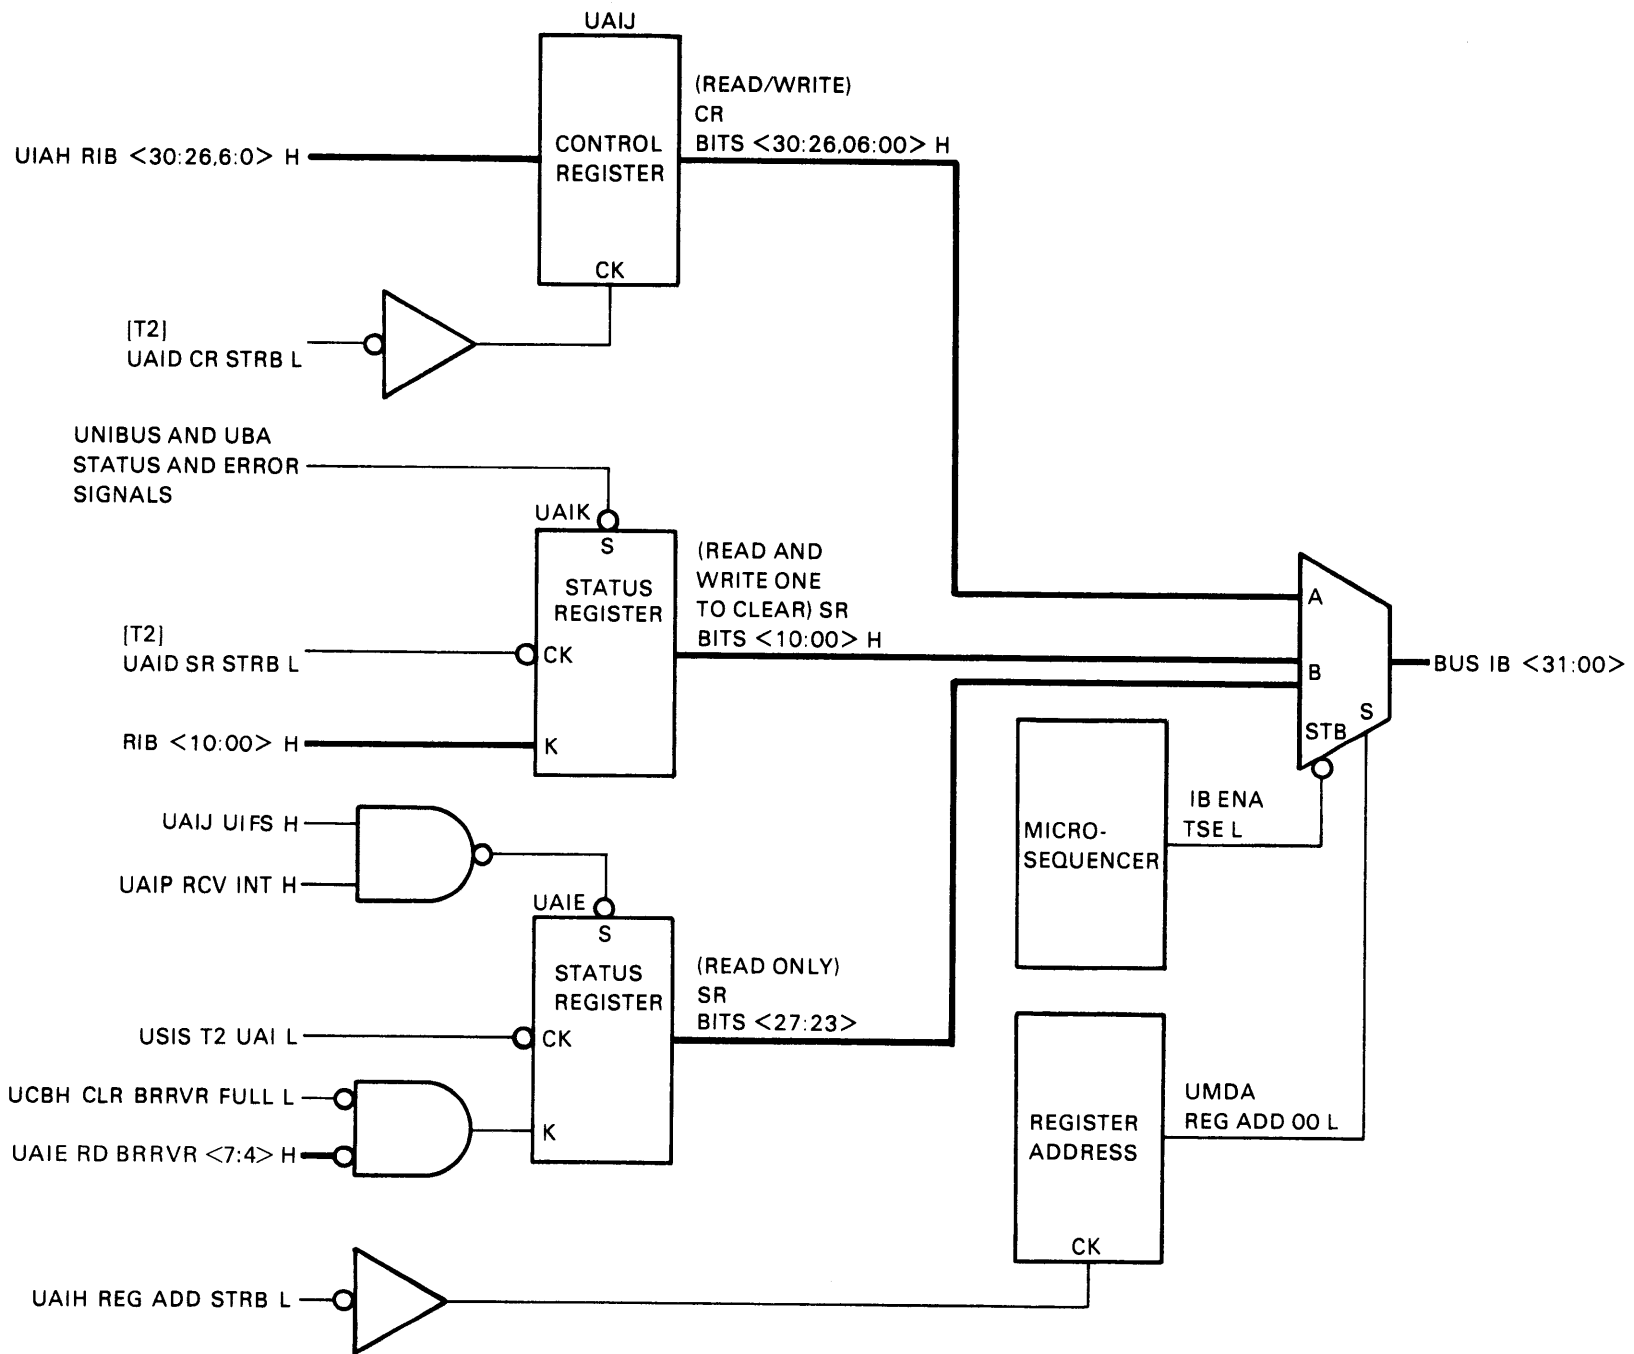 UAIJ
(READ/WRITE)
CR
BITS <30:26,06:00> H
UIAH RIB <30:26,6:0> H
CONTROL
REGISTER
CK
[T2]
UAID CR STRB L
UNIBUS AND UBA
STATUS AND ERROR
SIGNALS
UAIK
S
STATUS
REGISTER
(READ AND
WRITE ONE
TO CLEAR) SR
BITS <10:00> H
[T2]
UAID SR STRB L
CK
RIB <10:00> H
K
A
B
S
STB
BUS IB <31:00>
UAIJ UIFS H
UAIP RCV INT H
UAIE
S
STATUS
REGISTER
(READ ONLY)
SR
BITS <27:23>
USIS T2 UAI L
CK
UCBH CLR BRRVR FULL L
UAIE RD BRRVR <7:4> H
K
MICRO-
SEQUENCER
IB ENA
TSE L
REGISTER
ADDRESS
UMDA
REG ADD 00 L
CK
UAIH REG ADD STRB L